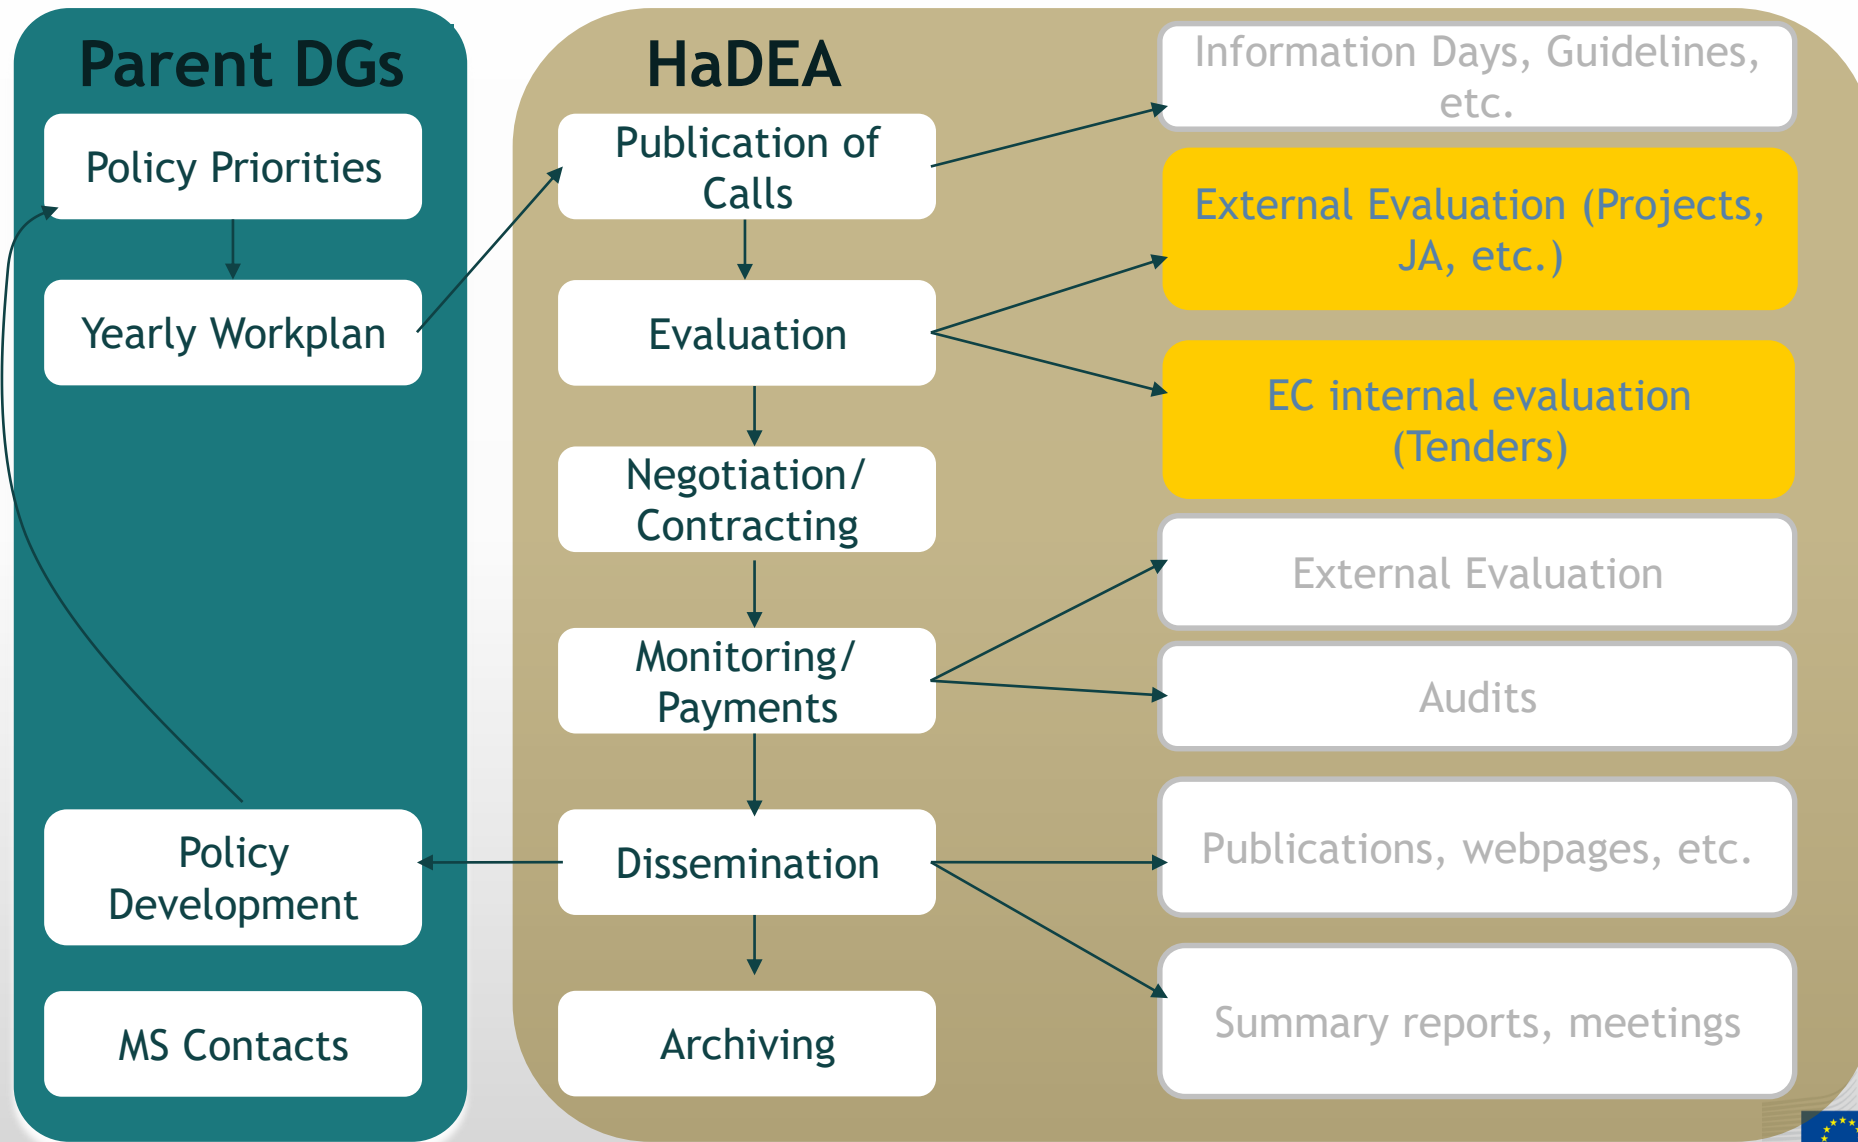 Parent DGs
Policy Priorities
Yearly Workplan
Policy
Development
MS Contacts
HaDEA
Publication of
Calls
Evaluation
Negotiation/
Contracting
Monitoring/
Payments
Dissemination
Archiving
Information Days, Guidelines,
etc.
External Evaluation (Projects,
JA, etc.)
EC internal evaluation
(Tenders)
External Evaluation
Audits
Publications, webpages, etc.
Summary reports, meetings